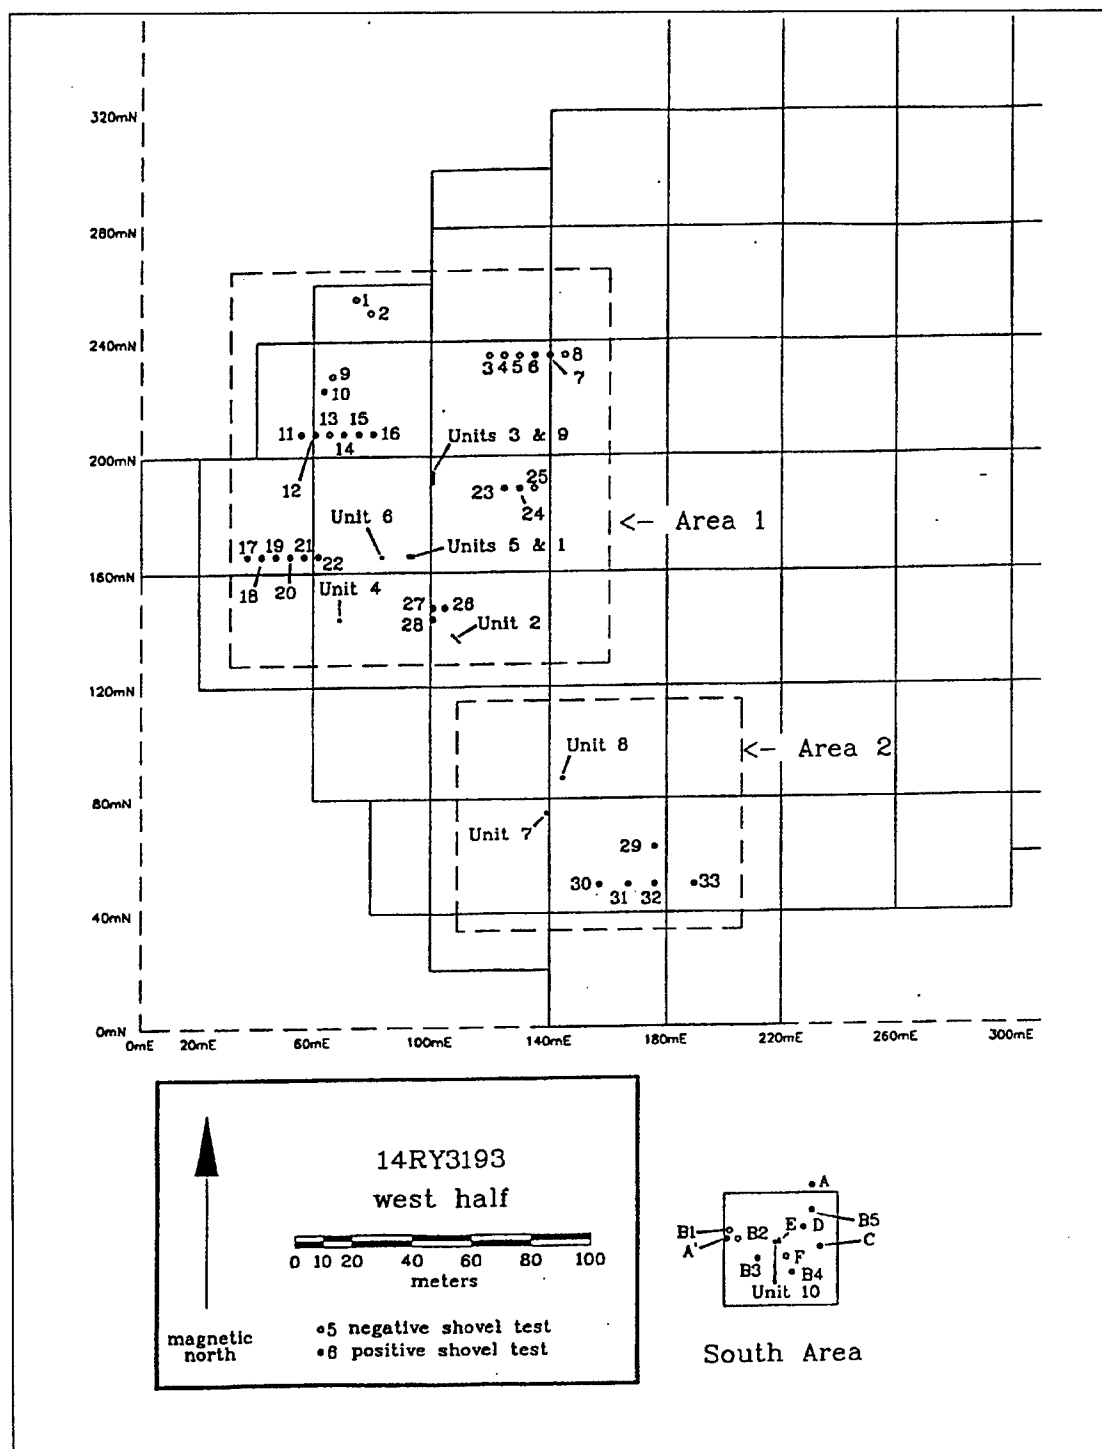 320mN
280mN
1
2
240mN
3 4 5 6 8
7
9
10
13 15
11 16
14
Units 3 & 9
200mN
12
25
23
24
Unit 6
<- Area 1
17 19 21
Units 5 & 1
22
160mN
18 20
Unit 4
27 26
28
Unit 2
120mN
Unit 8
<- Area 2
80mN
Unit 7
29
30 33
31 32
40mN
0mN
0mE 20mE 60mE 100mE 140mE 180mE 220mE 260mE 300mE
14RY3193
west half
0 10 20 40 60 80 100
meters
magnetic
north
5 negative shovel test
6 positive shovel test
A
B1 B2 E D B5
A' C
B3 F
B4
Unit 10
South Area